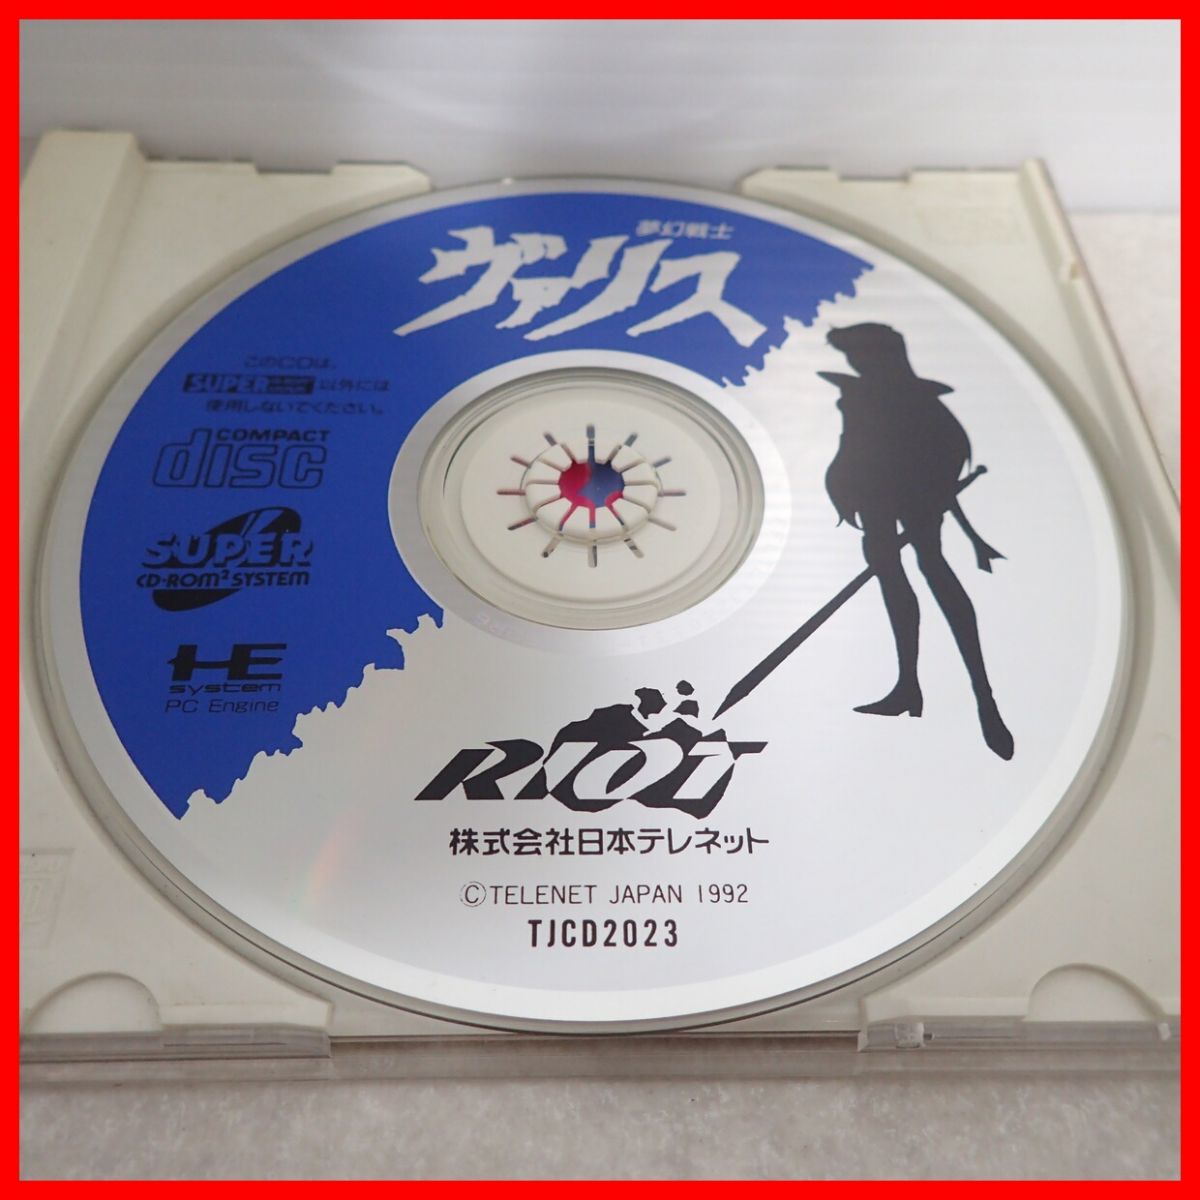 夢幻戦士
ヴァリス
このCDは、
SUPER 以外には
使用しないでください。
COMPACT
disc
SUPER
CD-ROM² SYSTEM
HE
system
PC Engine
RIOT
株式会社日本テレネット
©TELENET JAPAN 1992
TJCD2023